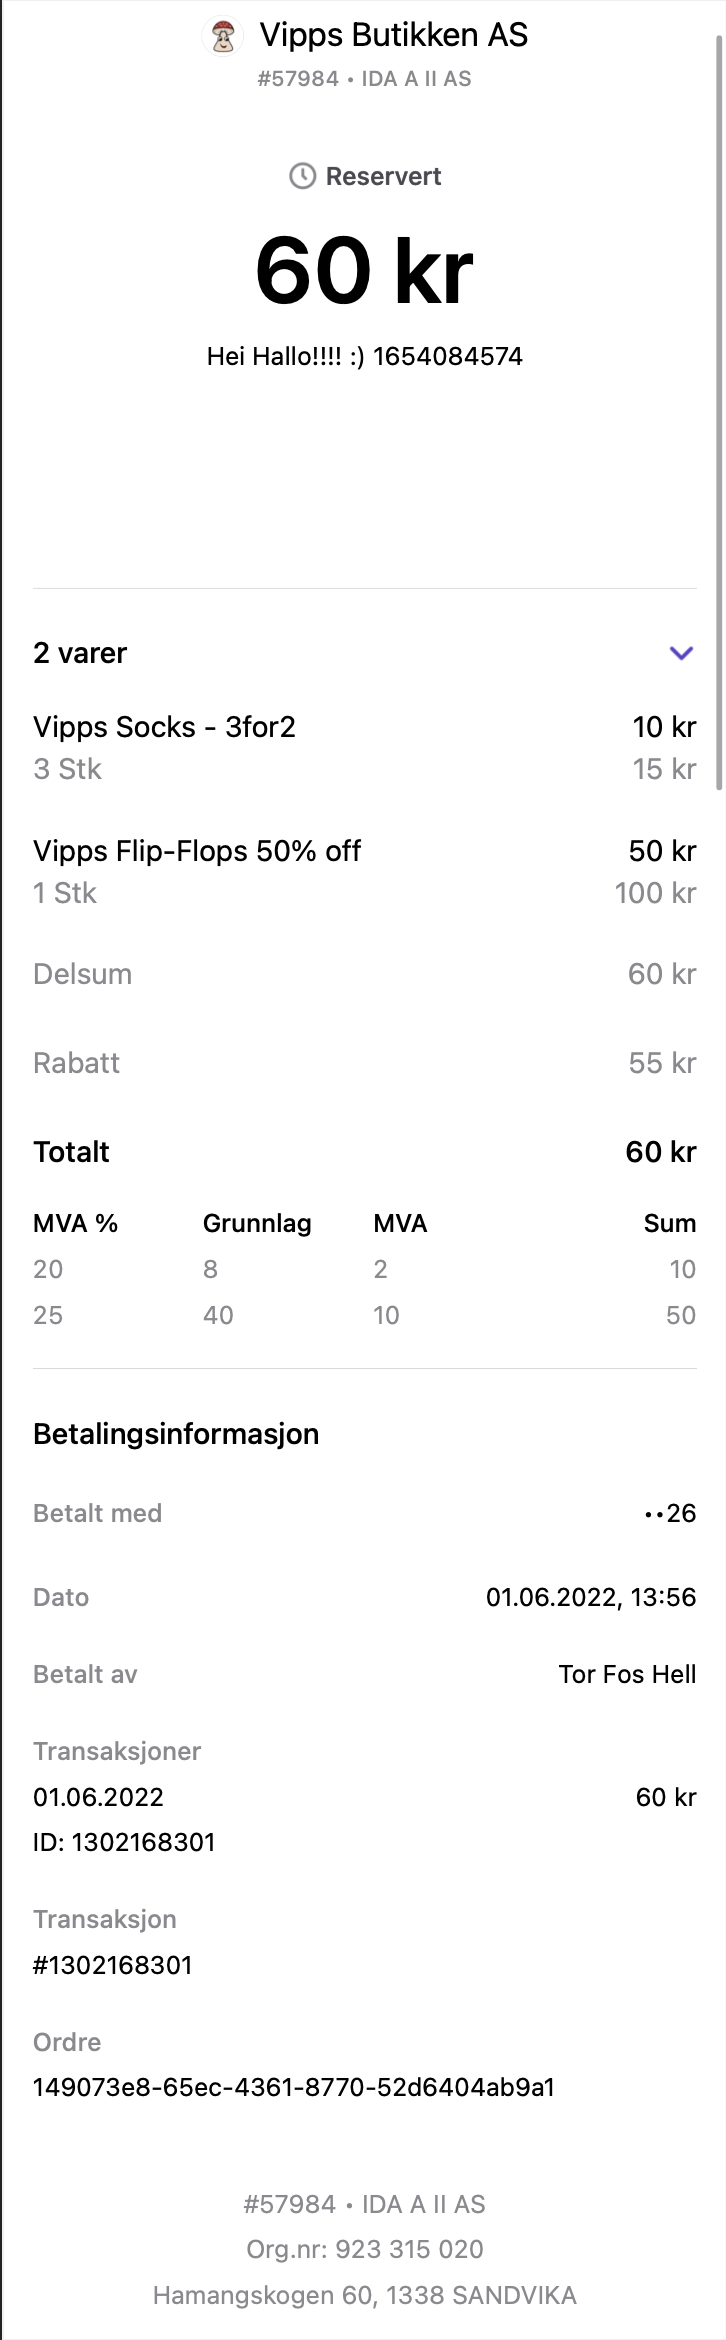 Vipps Butikken AS
#57984 • IDA A II AS
Reservert
60 kr
Hei Hallo!!!! :) 1654084574
2 varer
Vipps Socks - 3for2 10 kr
3 Stk 15 kr
Vipps Flip-Flops 50% off 50 kr
1 Stk 100 kr
Delsum 60 kr
Rabatt 55 kr
Totalt 60 kr
MVA % Grunnlag MVA Sum
20 8 2 10
25 40 10 50
Betalingsinformasjon
Betalt med ••26
Dato 01.06.2022, 13:56
Betalt av Tor Fos Hell
Transaksjoner
01.06.2022 60 kr
ID: 1302168301
Transaksjon
#1302168301
Ordre
149073e8-65ec-4361-8770-52d6404ab9a1
#57984 • IDA A II AS
Org.nr: 923 315 020
Hamangskogen 60, 1338 SANDVIKA